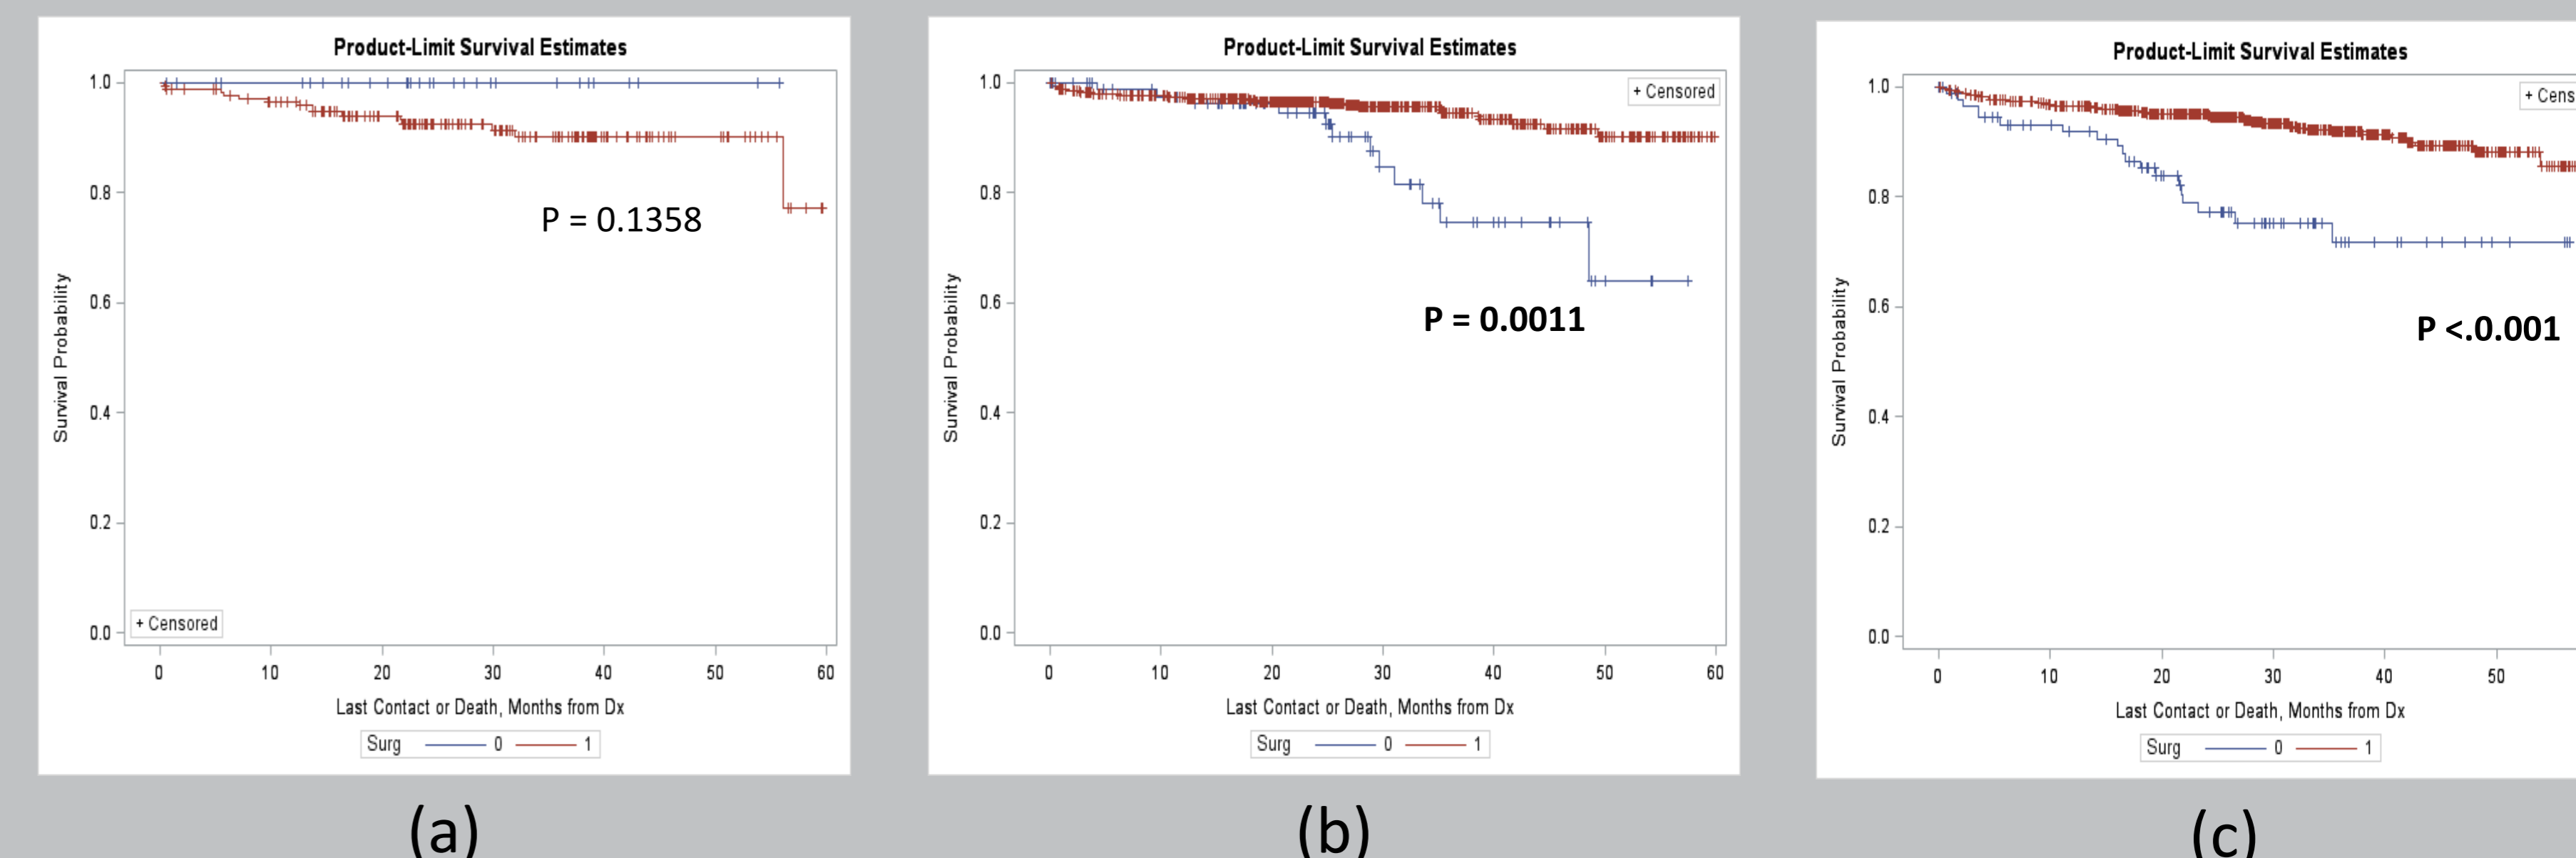 Product-Limit Survival Estimates
1.0
0.8
0.6
0.4
0.2
0.0
Survival Probability
P = 0.1358
+ Censored
0 10 20 30 40 50 60
Last Contact or Death, Months from Dx
Surg 0 1
(a)
Product-Limit Survival Estimates
1.0
0.8
0.6
0.4
0.2
0.0
Survival Probability
+ Censored
P = 0.0011
0 10 20 30 40 50 60
Last Contact or Death, Months from Dx
Surg 0 1
(b)
Product-Limit Survival Estimates
1.0
0.8
0.6
0.4
0.2
0.0
Survival Probability
+ Cens
P <.0.001
0 10 20 30 40 50
Last Contact or Death, Months from Dx
Surg 0 1
(c)